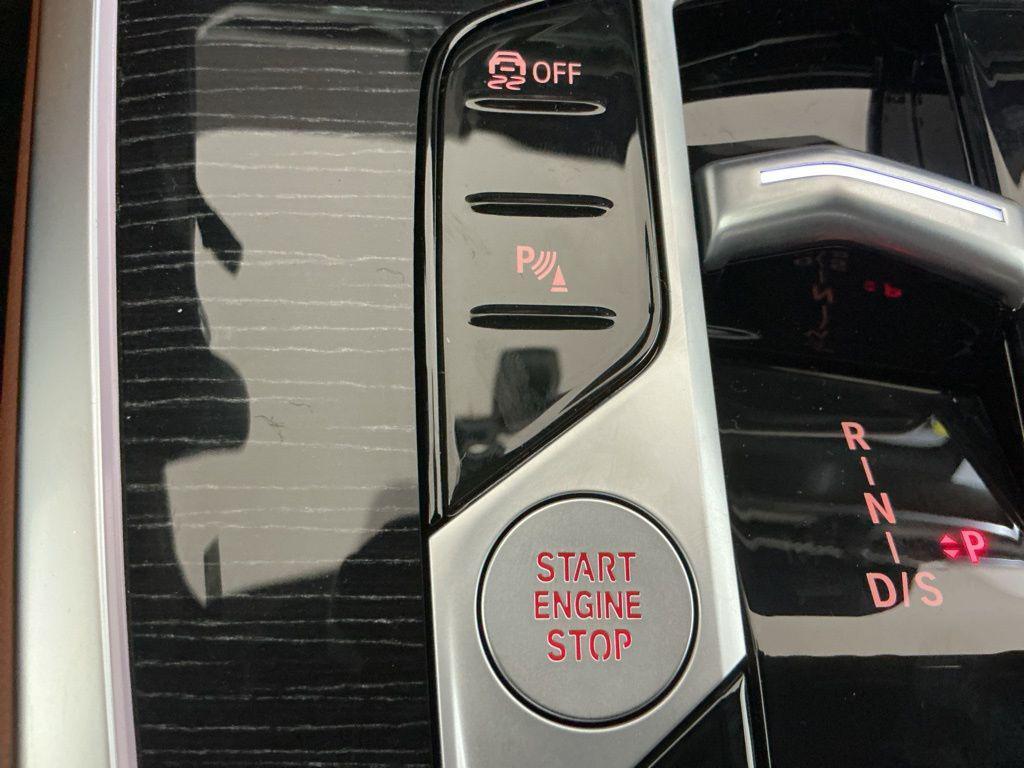 OFF
P
START
ENGINE
STOP
R
N
P
D/S